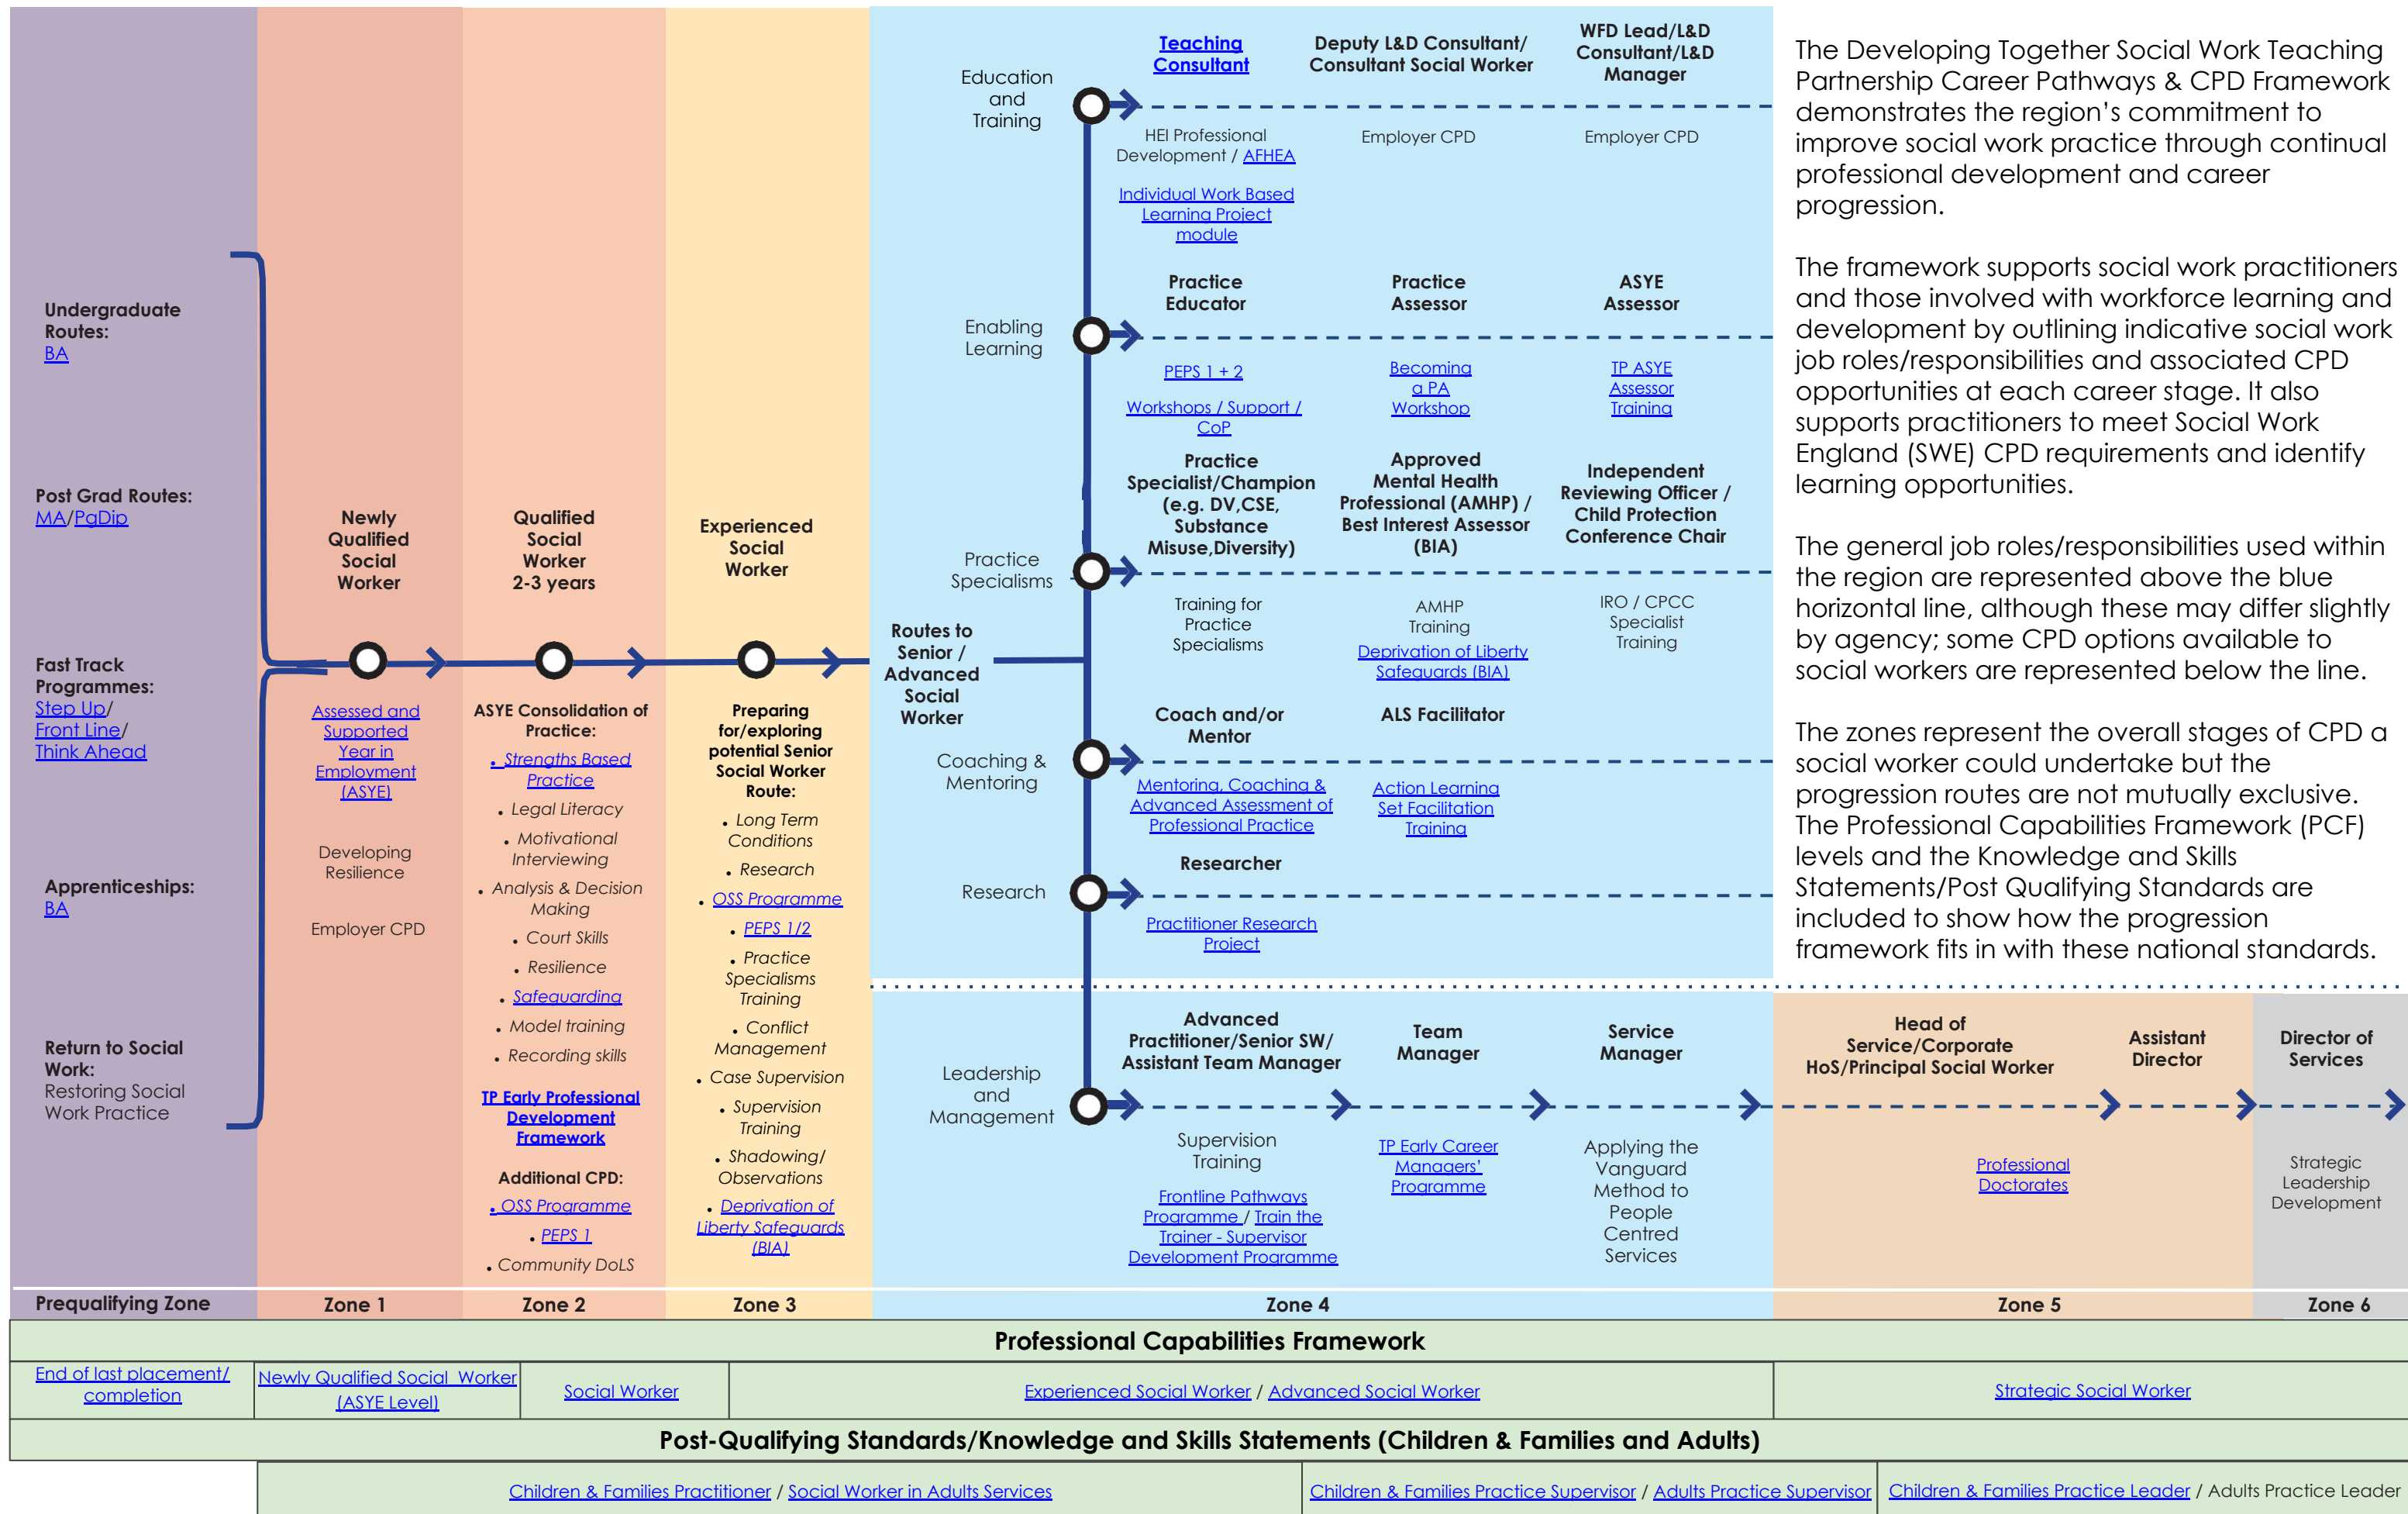 Undergraduate
Routes:
BA
Post Grad Routes:
MA/PgDip
Fast Track
Programmes:
Step Up/
Front Line/
Think Ahead
Apprenticeships:
BA
Return to Social
Work:
Restoring Social
Work Practice
Prequalifying Zone
Newly
Qualified
Social
Worker
Assessed and
Supported
Year in
Employment
(ASYE)
Developing
Resilience
Employer CPD
Zone 1
Qualified
Social
Worker
2-3 years
ASYE Consolidation of
Practice:
• Strengths Based
Practice
• Legal Literacy
• Motivational
Interviewing
• Analysis & Decision
Making
• Court Skills
• Resilience
• Safeguarding
• Model training
• Recording skills
TP Early Professional
Development
Framework
Additional CPD:
• OSS Programme
• PEPS 1
• Community DoLS
Zone 2
Experienced
Social
Worker
Preparing
for/exploring
potential Senior
Social Worker
Route:
• Long Term
Conditions
• Research
• OSS Programme
• PEPS 1/2
• Practice
Specialisms
Training
• Conflict
Management
• Case Supervision
• Supervision
Training
• Shadowing/
Observations
• Deprivation of
Liberty Safeguards
(BIA)
Zone 3
Routes to
Senior /
Advanced
Social
Worker
Education
and
Training
Teaching
Consultant
HEI Professional
Development / AFHEA
Individual Work Based
Learning Project
module
Deputy L&D Consultant/
Consultant Social Worker
Employer CPD
WFD Lead/L&D
Consultant/L&D
Manager
Employer CPD
Enabling
Learning
Practice
Educator
PEPS 1 + 2
Workshops / Support /
CoP
Practice
Assessor
Becoming
a PA
Workshop
ASYE
Assessor
TP ASYE
Assessor
Training
Practice
Specialisms
Practice
Specialist/Champion
(e.g. DV,CSE,
Substance
Misuse,Diversity)
Training for
Practice
Specialisms
Approved
Mental Health
Professional (AMHP) /
Best Interest Assessor
(BIA)
AMHP
Training
Deprivation of Liberty
Safeguards (BIA)
Independent
Reviewing Officer /
Child Protection
Conference Chair
IRO / CPCC
Specialist
Training
Coaching &
Mentoring
Coach and/or
Mentor
Mentoring, Coaching &
Advanced Assessment of
Professional Practice
ALS Facilitator
Action Learning
Set Facilitation
Training
Research
Researcher
Practitioner Research
Project
Leadership
and
Management
Advanced
Practitioner/Senior SW/
Assistant Team Manager
Supervision
Training
Frontline Pathways
Programme / Train the
Trainer - Supervisor
Development Programme
Team
Manager
TP Early Career
Managers'
Programme
Service
Manager
Applying the
Vanguard
Method to
People
Centred
Services
Zone 4
Head of
Service/Corporate
HoS/Principal Social Worker
Assistant
Director
Professional
Doctorates
Zone 5
Director of
Services
Strategic
Leadership
Development
Zone 6
The Developing Together Social Work Teaching
Partnership Career Pathways & CPD Framework
demonstrates the region's commitment to
improve social work practice through continual
professional development and career
progression.
The framework supports social work practitioners
and those involved with workforce learning and
development by outlining indicative social work
job roles/responsibilities and associated CPD
opportunities at each career stage. It also
supports practitioners to meet Social Work
England (SWE) CPD requirements and identify
learning opportunities.
The general job roles/responsibilities used within
the region are represented above the blue
horizontal line, although these may differ slightly
by agency; some CPD options available to
social workers are represented below the line.
The zones represent the overall stages of CPD a
social worker could undertake but the
progression routes are not mutually exclusive.
The Professional Capabilities Framework (PCF)
levels and the Knowledge and Skills
Statements/Post Qualifying Standards are
included to show how the progression
framework fits in with these national standards.
Professional Capabilities Framework
End of last placement/
completion
Newly Qualified Social Worker
(ASYE Level)
Social Worker
Experienced Social Worker / Advanced Social Worker
Strategic Social Worker
Post-Qualifying Standards/Knowledge and Skills Statements (Children & Families and Adults)
Children & Families Practitioner / Social Worker in Adults Services
Children & Families Practice Supervisor / Adults Practice Supervisor
Children & Families Practice Leader / Adults Practice Leader